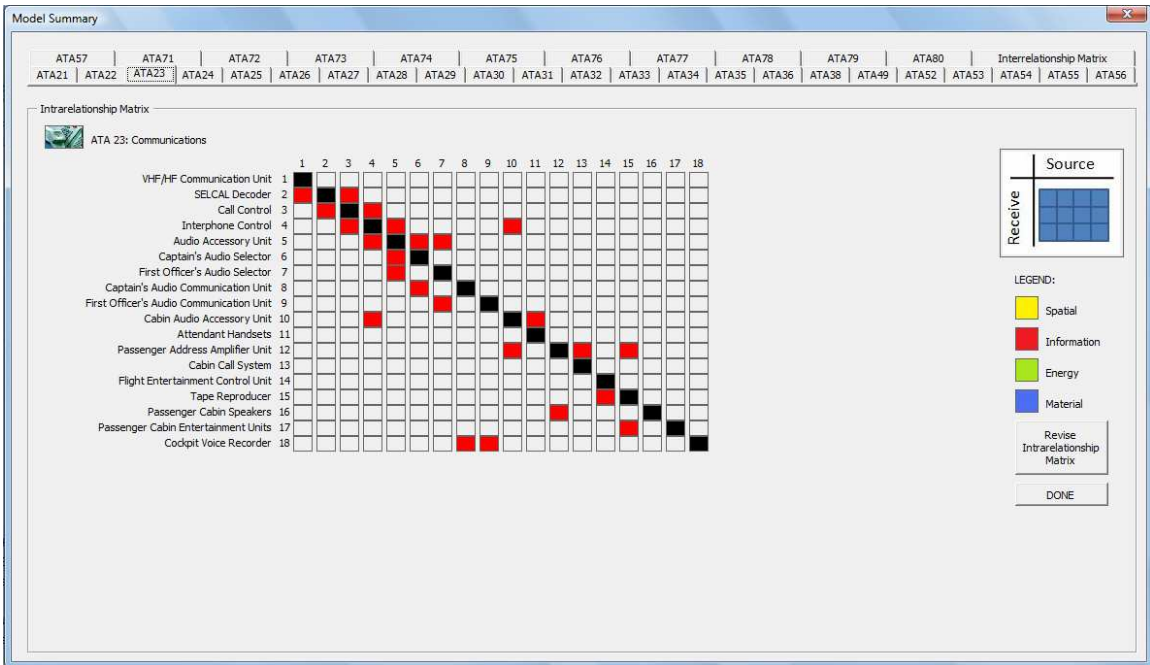 Model Summary
ATA57 ATA71 ATA72 ATA73 ATA74 ATA75 ATA76 ATA77 ATA78 ATA79 ATA80 Interrelationship Matrix
ATA21 ATA22 ATA23 ATA24 ATA25 ATA26 ATA27 ATA28 ATA29 ATA30 ATA31 ATA32 ATA33 ATA34 ATA35 ATA36 ATA38 ATA49 ATA52 ATA53 ATA54 ATA55 ATA56
Intrarelationship Matrix
ATA 23: Communications
1 2 3 4 5 6 7 8 9 10 11 12 13 14 15 16 17 18
VHF/HF Communication Unit 1
SELCAL Decoder 2
Call Control 3
Interphone Control 4
Audio Accessory Unit 5
Captain's Audio Selector 6
First Officer's Audio Selector 7
Captain's Audio Communication Unit 8
First Officer's Audio Communication Unit 9
Cabin Audio Accessory Unit 10
Attendant Handsets 11
Passenger Address Amplifier Unit 12
Cabin Call System 13
Flight Entertainment Control Unit 14
Tape Reproducer 15
Passenger Cabin Speakers 16
Passenger Cabin Entertainment Units 17
Cockpit Voice Recorder 18
Source
Receive
LEGEND:
Spatial
Information
Energy
Material
Revise
Intrarelationship
Matrix
DONE